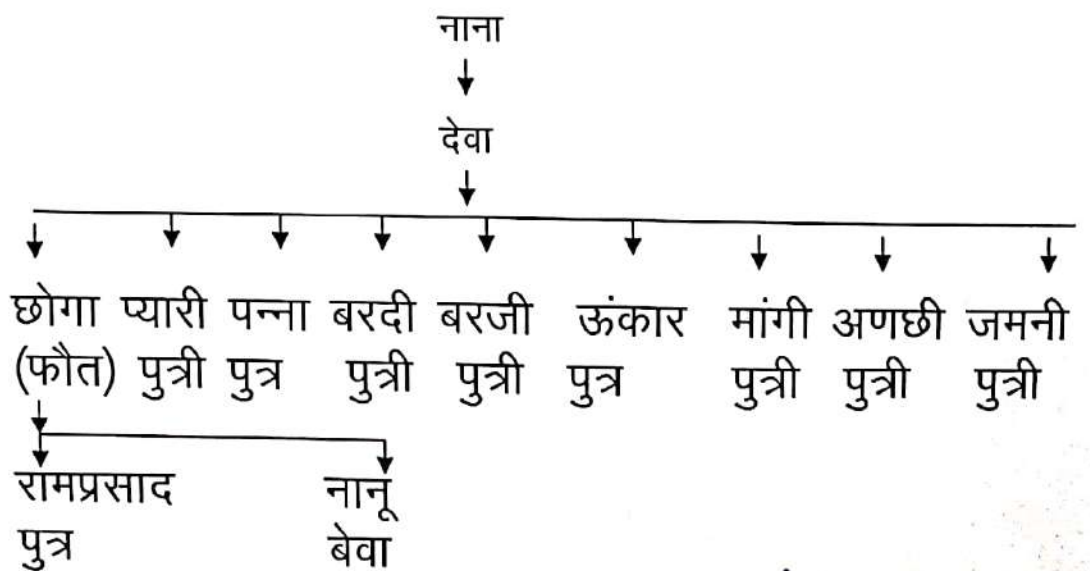 नाना
देवा
छोगा प्यारी पन्ना बरदी बरजी ऊंकार मांगी अणछी जमनी
(फौत) पुत्री पुत्र पुत्री पुत्री पुत्र पुत्री पुत्री पुत्री
रामप्रसाद नानू
पुत्र बेवा